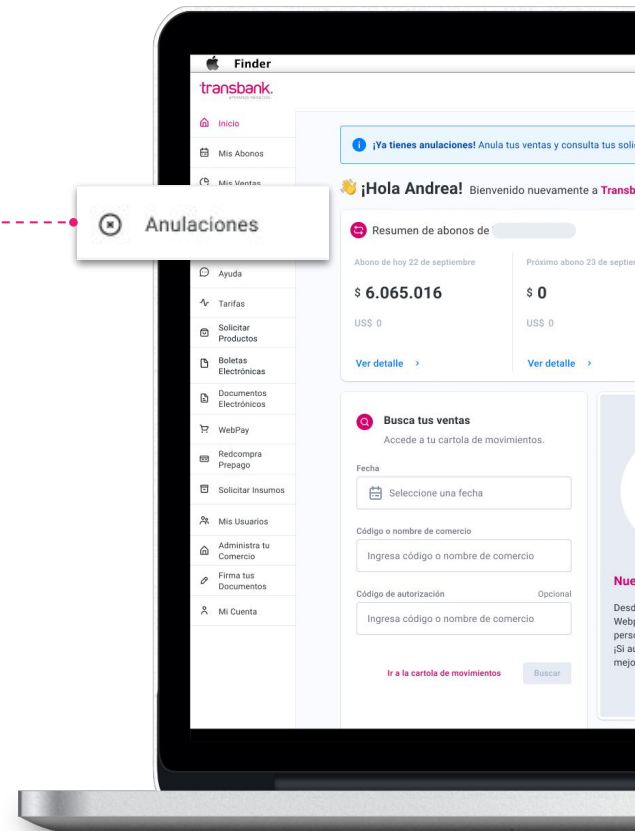 Finder
transbank.
Inicio
Mis Abonos
Mis Ventas
Anulaciones
Ayuda
Tarifas
Solicitar
Productos
Boletas
Electrónicas
Documentos
Electrónicos
WebPay
Redcompra
Prepago
Solicitar Insumos
Mis Usuarios
Administra tu
Comercio
Firma tus
Documentos
Mi Cuenta
¡Ya tienes anulaciones! Anula tus ventas y consulta tus soli
¡Hola Andrea! Bienvenido nuevamente a Transb
Resumen de abonos de
Abono de hoy 22 de septiembre
$ 6.065.016
US$ 0
Ver detalle >
Próximo abono 23 de septie
$ 0
US$ 0
Ver detalle >
Busca tus ventas
Accede a tu cartola de movimientos.
Fecha
Seleccione una fecha
Código o nombre de comercio
Ingresa código o nombre de comercio
Código de autorización Opcional
Ingresa código o nombre de comercio
Ir a la cartola de movimientos Buscar
Nue
Desd
Webp
perso
¡Si au
mejo